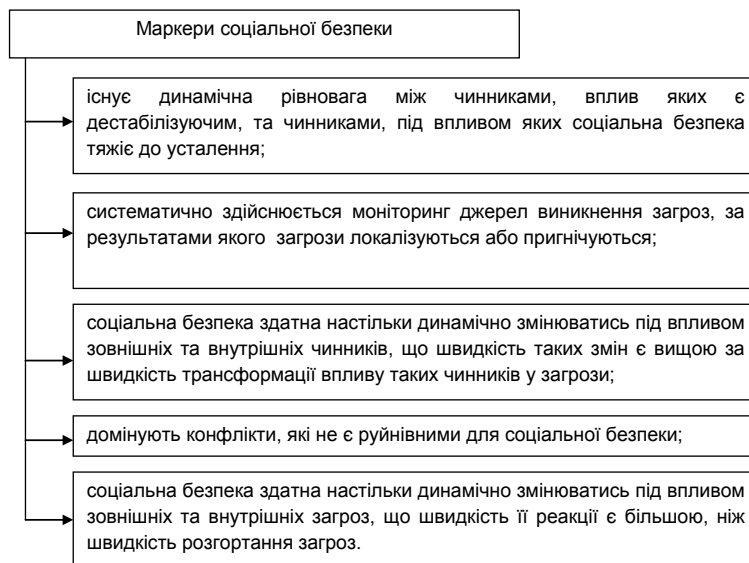 Маркери соціальної безпеки
існує динамічна рівновага між чинниками, вплив яких є
дестабілізуючим, та чинниками, під впливом яких соціальна безпека
тяжіє до усталення;
систематично здійснюється моніторинг джерел виникнення загроз, за
результатами якого загрози локалізуються або пригнічуються;
соціальна безпека здатна настільки динамічно змінюватись під впливом
зовнішніх та внутрішніх чинників, що швидкість таких змін є вищою за
швидкість трансформації впливу таких чинників у загрози;
домінують конфлікти, які не є руйнівними для соціальної безпеки;
соціальна безпека здатна настільки динамічно змінюватись під впливом
зовнішніх та внутрішніх загроз, що швидкість її реакції є більшою, ніж
швидкість розгортання загроз.